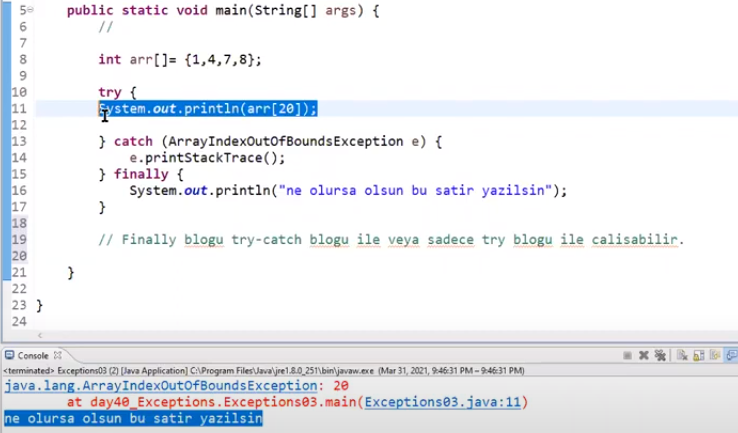 5 public static void main(String[] args) {
6 //
7
8 int arr[]= {1,4,7,8};
9
10 try {
11 System.out.println(arr[20]);
12
13 } catch (ArrayIndexOutOfBoundsException e) {
14 e.printStackTrace();
15 } finally {
16 System.out.println("ne olursa olsun bu satir yazilsin");
17 }
18
19 // Finally blogu try-catch blogu ile veya sadece try blogu ile calisabilir.
20
21 }
22
23 }
24
Console
<terminated> Exceptions03 (2) [Java Application] C:\Program Files\Java\jre1.8.0_251\bin\javaw.exe (Mar 31, 2021, 9:46:31 PM – 9:46:31 PM)
java.lang.ArrayIndexOutOfBoundsException: 20
at day40_Exceptions.Exceptions03.main(Exceptions03.java:11)
ne olursa olsun bu satir yazilsin